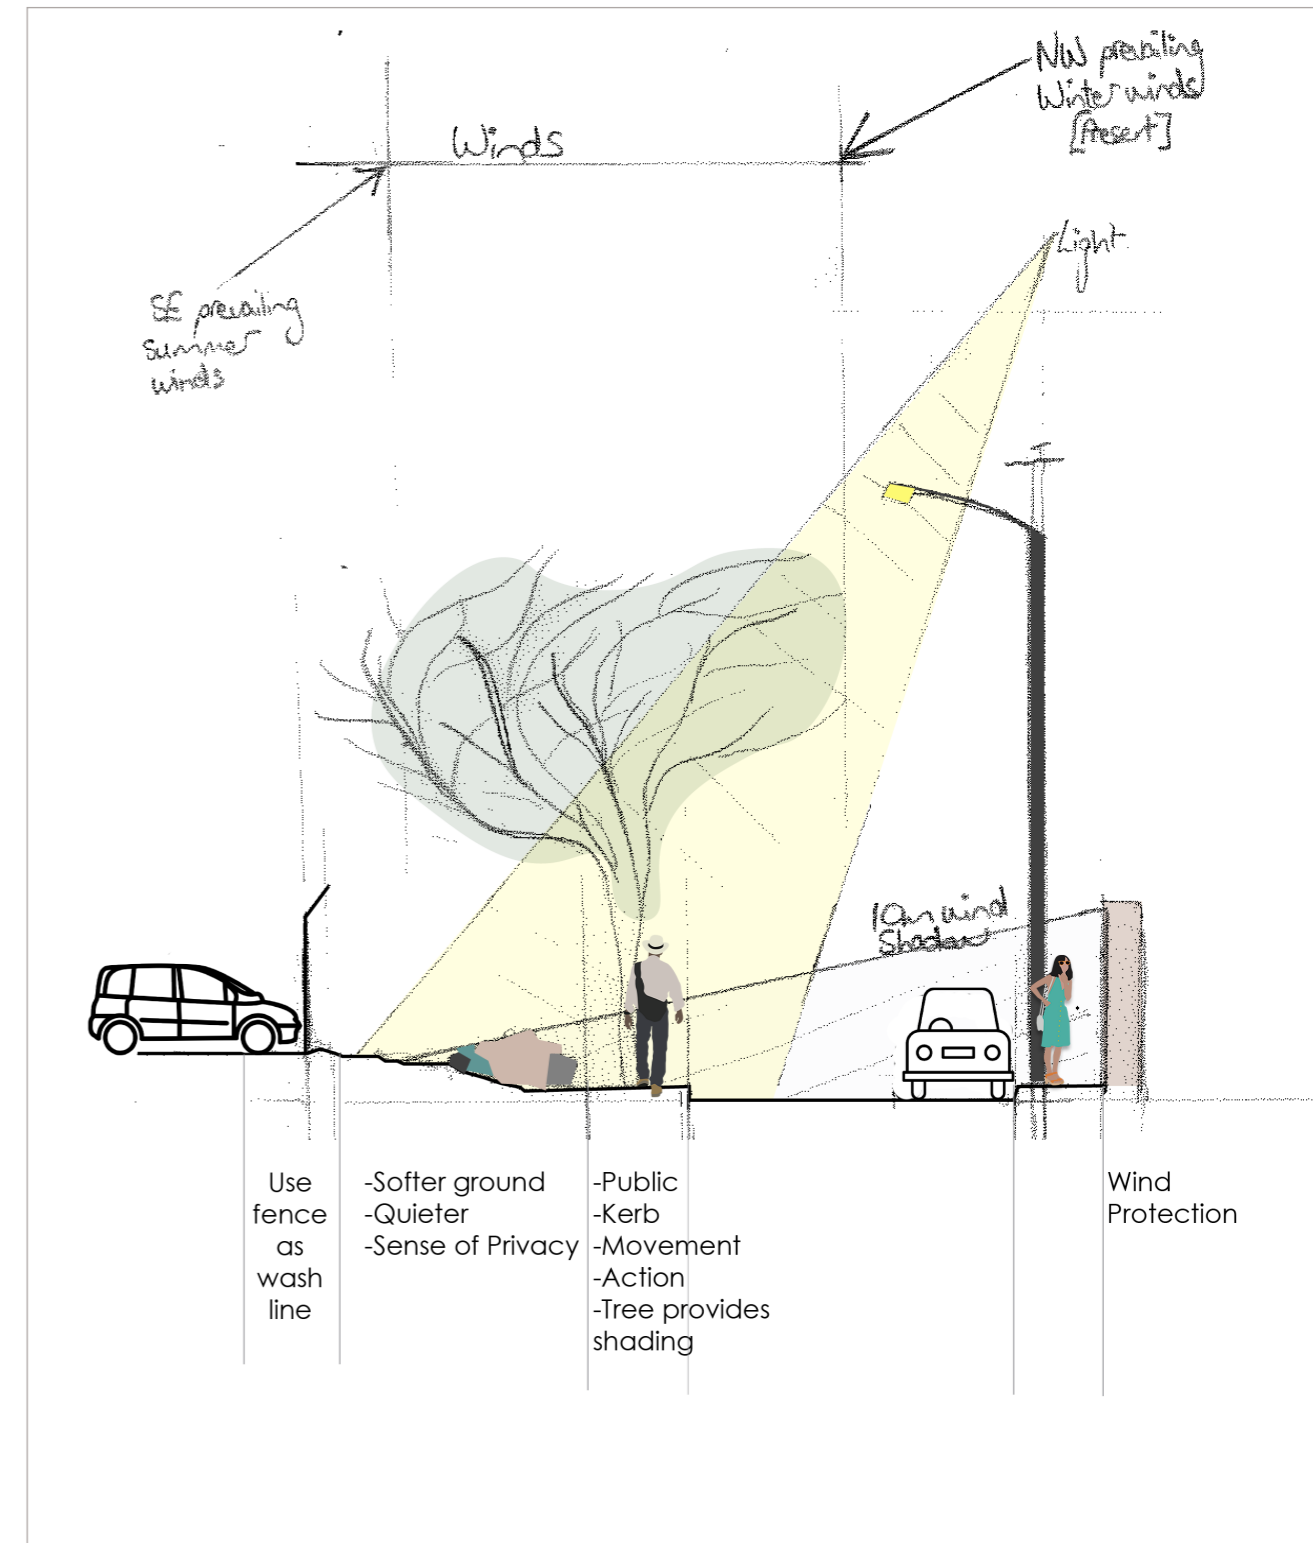 NW prevailing
Winter winds
[Present]
Winds
Light
SE prevailing
Summer
winds
10m wind
Shadow
Use
fence
as
wash
line
-Softer ground
-Quieter
-Sense of Privacy
-Public
-Kerb
-Movement
-Action
-Tree provides
shading
Wind
Protection